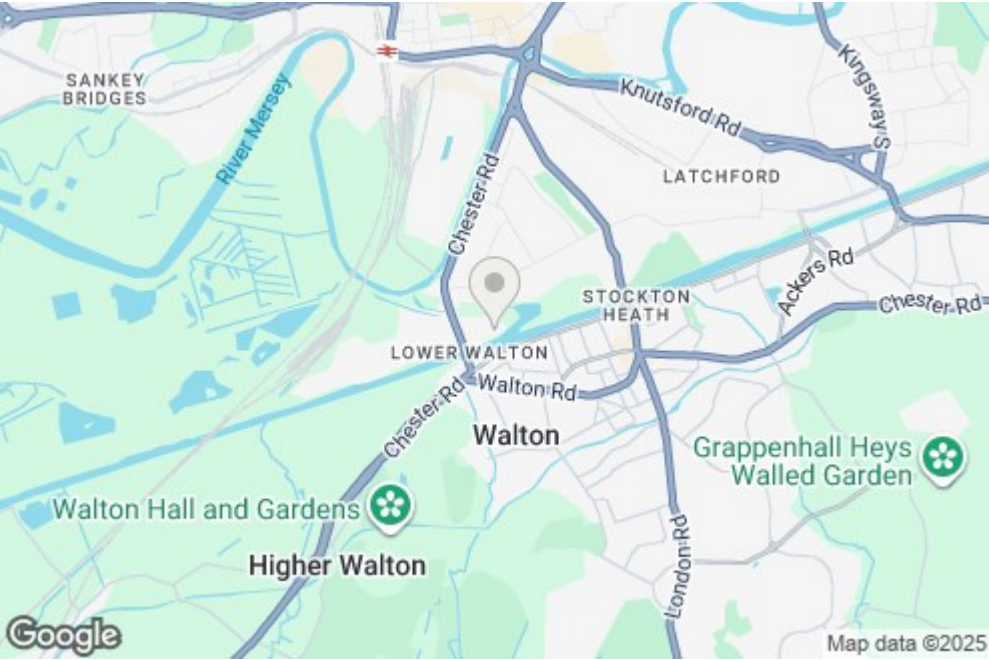 SANKEY
BRIDGES
River Mersey
Kingsway S
Knutsford Rd
LATCHFORD
Chester Rd
Ackers Rd
STOCKTON
HEATH
Chester Rd
LOWER WALTON
Walton Rd
Chester Rd
Walton
Grappenhall Heys
Walled Garden
Walton Hall and Gardens
Higher Walton
London Rd
Google
Map data ©2025